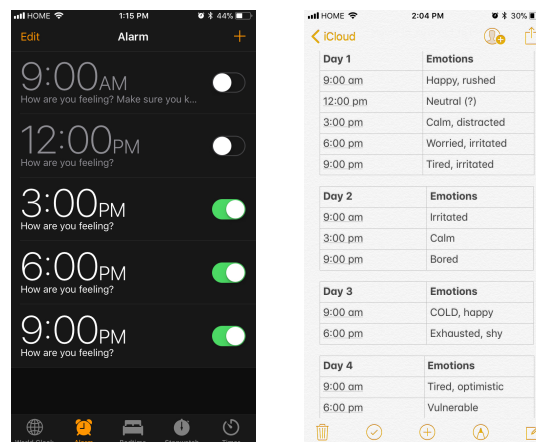 HOME 1:15 PM 44%
Edit Alarm +
9:00AM
How are you feeling? Make sure you k...
12:00PM
How are you feeling?
3:00PM
How are you feeling?
6:00PM
How are you feeling?
9:00PM
How are you feeling?
World Clock Alarm Bedtime Stopwatch Timer
HOME 2:04 PM 30%
iCloud
Day 1 Emotions
9:00 am Happy, rushed
12:00 pm Neutral (?)
3:00 pm Calm, distracted
6:00 pm Worried, irritated
9:00 pm Tired, irritated
Day 2 Emotions
9:00 am Irritated
3:00 pm Calm
9:00 pm Bored
Day 3 Emotions
9:00 am COLD, happy
6:00 pm Exhausted, shy
Day 4 Emotions
9:00 am Tired, optimistic
6:00 pm Vulnerable